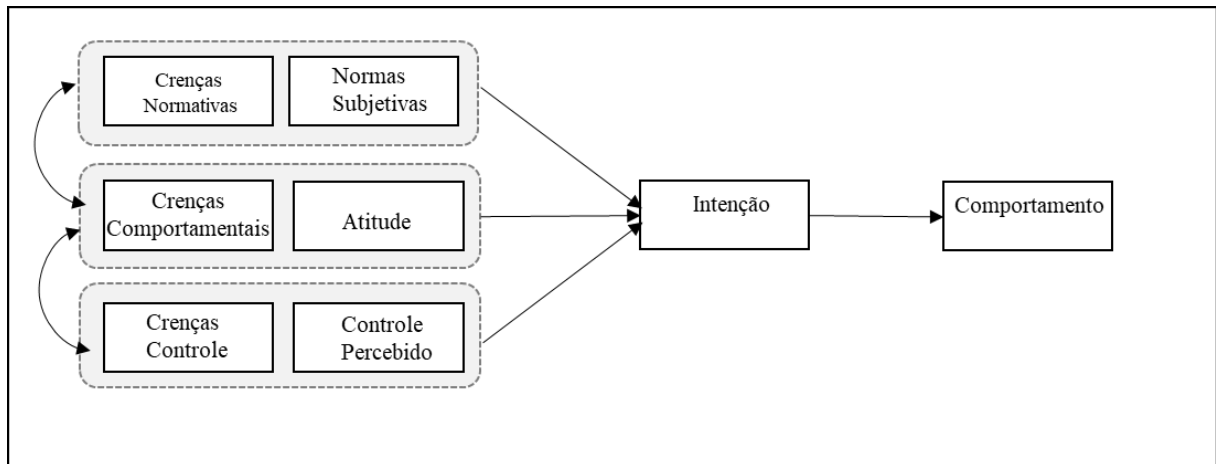 Crenças
Normativas
Normas
Subjetivas
Crenças
Comportamentais
Atitude
Crenças
Controle
Controle
Percebido
Intenção
Comportamento